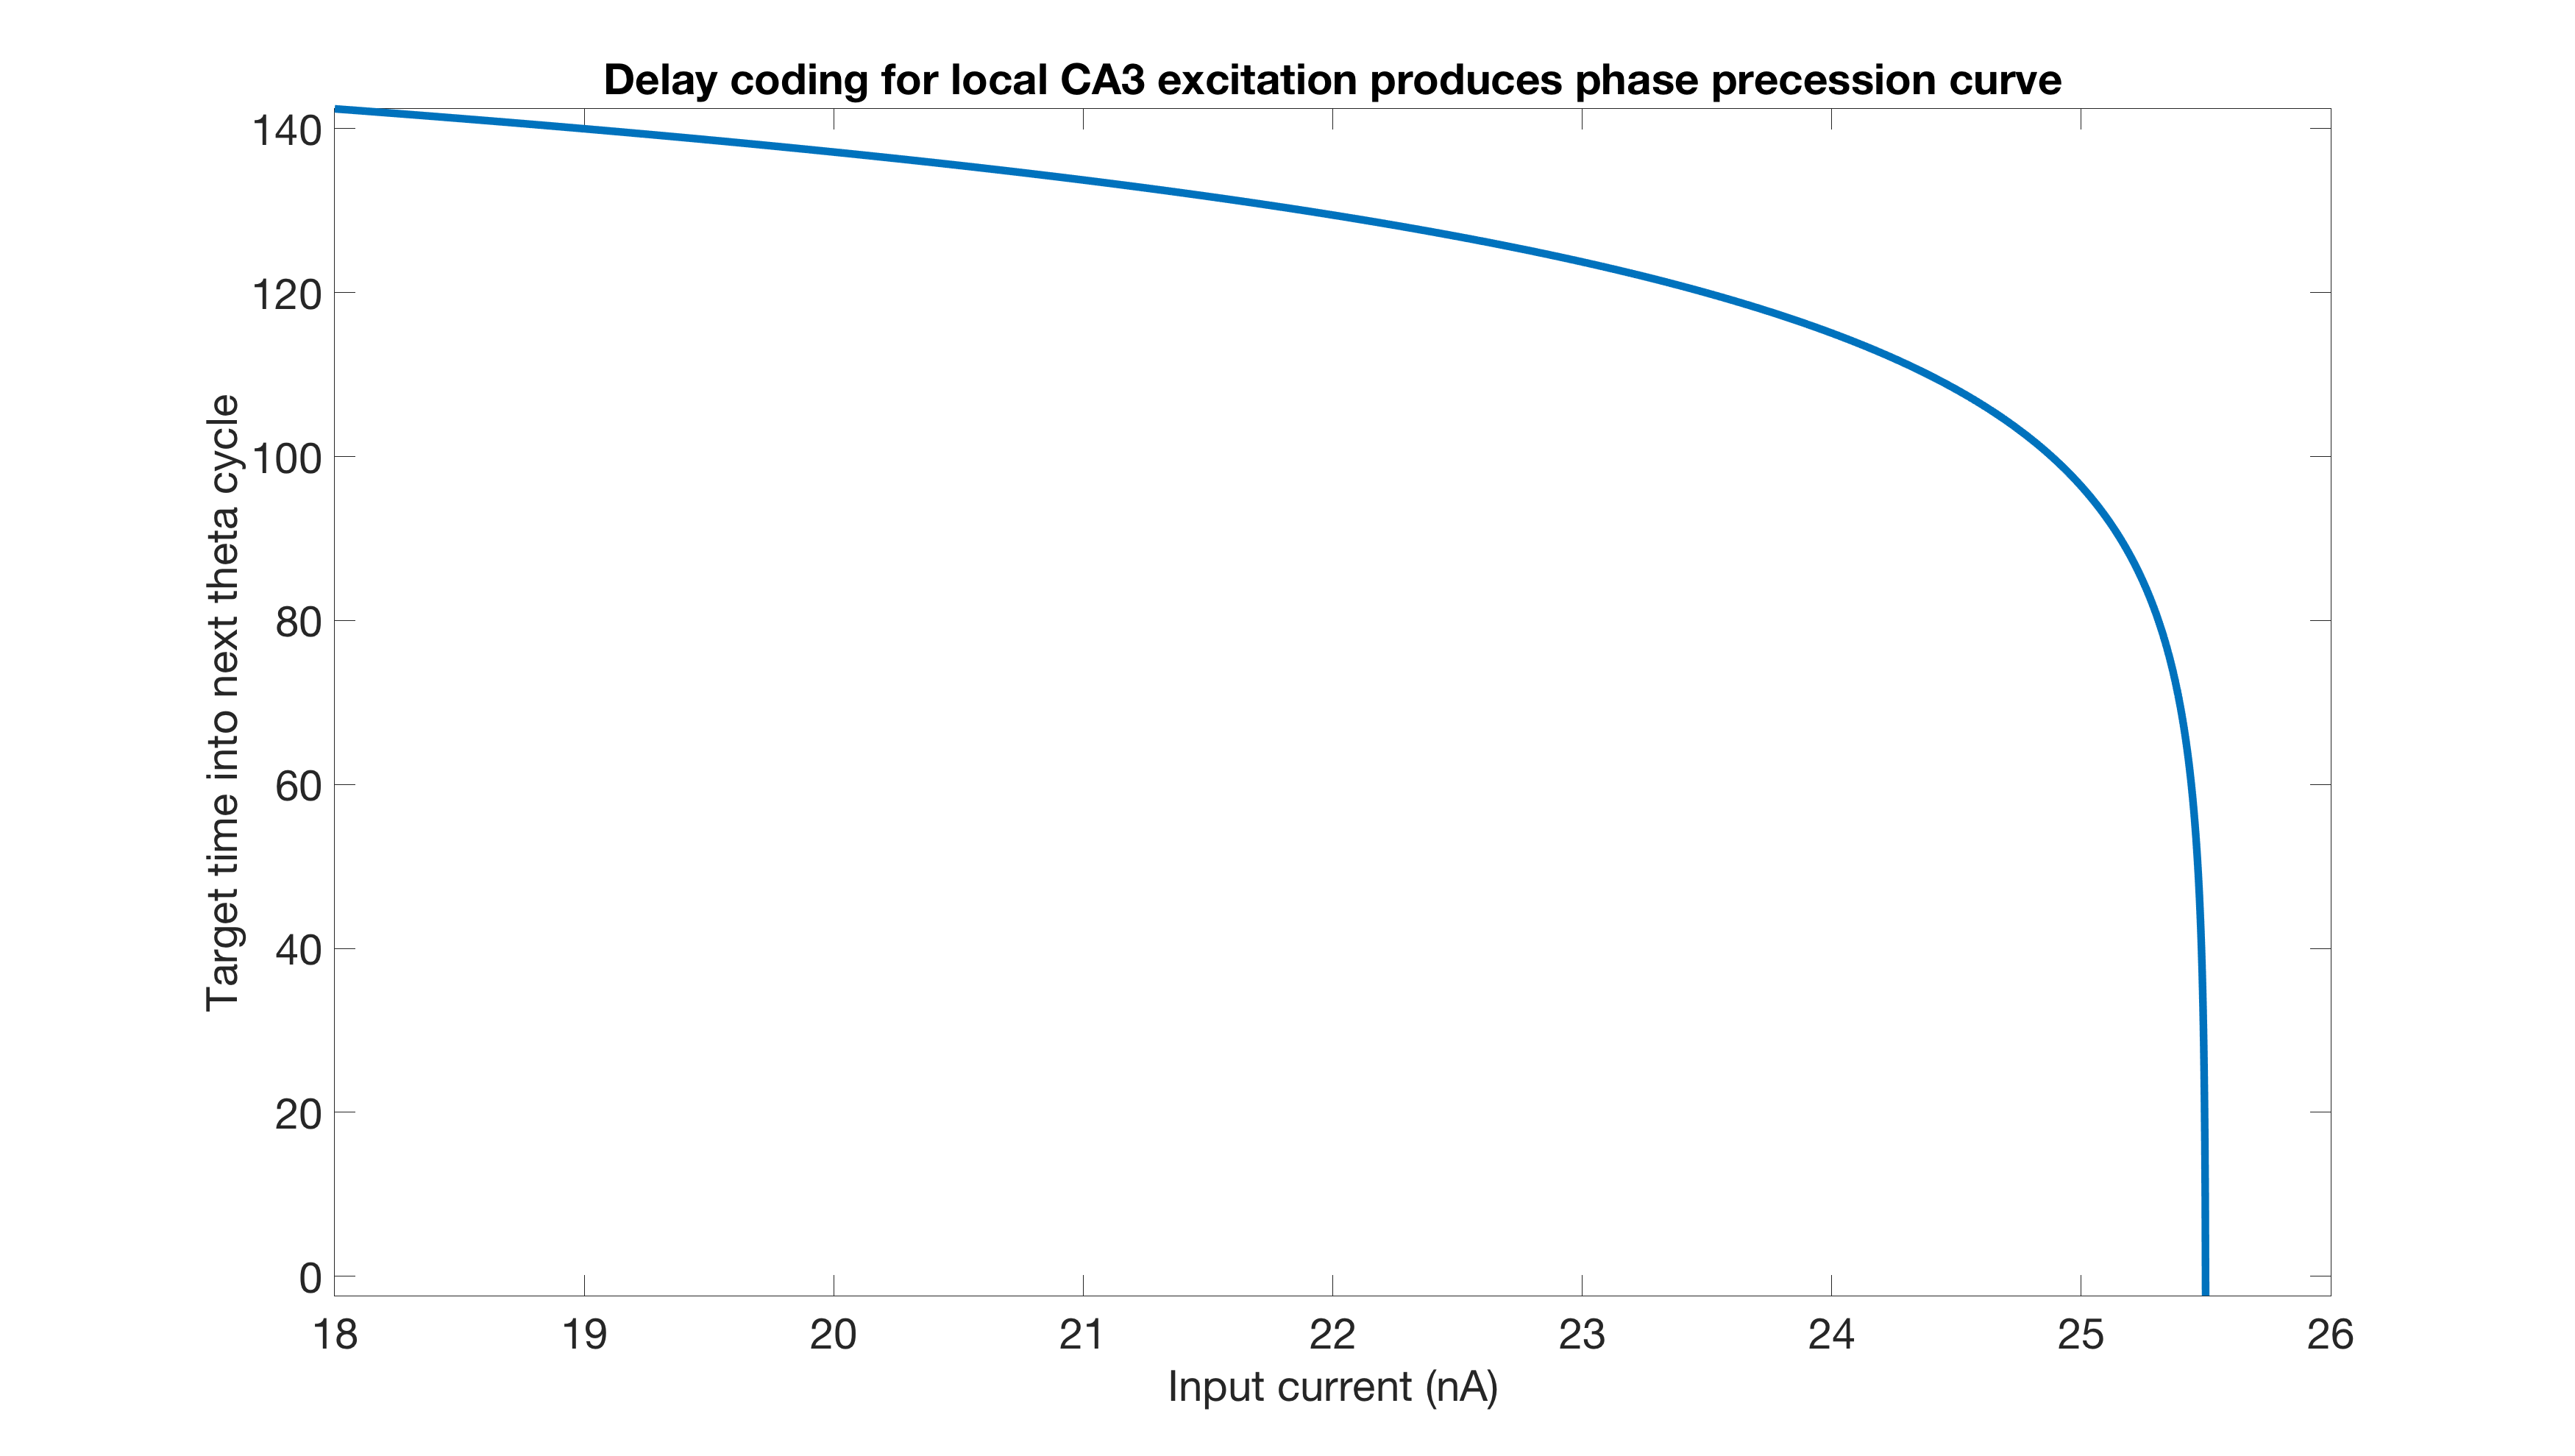 Delay coding for local CA3 excitation produces phase precession curve
Target time into next theta cycle
140
120
100
80
60
40
20
0
18 19 20 21 22 23 24 25 26
Input current (nA)